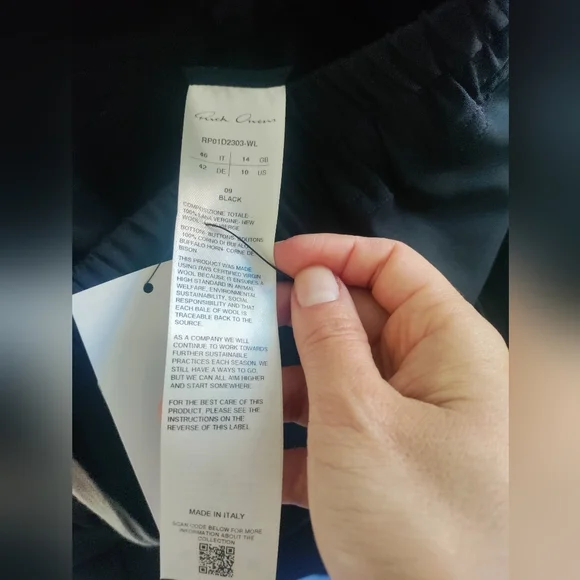 Rick Owens
RP01D2303-WL
46 IT 14 GB
42 DE 10 US
09
BLACK
COMPOSIZIONE TOTALE
100% LANA VERGINE- NEW
WOOL- VIERGE
BOTTONI- BUTTONS- BOUTONS
100% CORNO DI BUFALO
BUFFALO HORN- CORNE DE
BISON
THIS PRODUCT WAS MADE
USING RWS CERTIFIED VIRGIN
WOOL BECAUSE IS ENSURES A
HIGH STANDARD IN ANIMAL
WELFARE, ENVIRONMENTAL
SUSTAINABILITY, SOCIAL
RESPONSIBILITY AND THAT
EACH BALE OF WOOL IS
TRACEABLE BACK TO THE
SOURCE.
AS A COMPANY WE WILL
CONTINUE TO WORK TOWARDS
FURTHER SUSTAINABLE
PRACTICES EACH SEASON. WE
STILL HAVE A WAYS TO GO,
BUT WE CAN ALL AIM HIGHER
AND START SOMEWHERE
FOR THE BEST CARE OF THIS
PRODUCT, PLEASE SEE THE
INSTRUCTIONS ON THE
REVERSE OF THIS LABEL
MADE IN ITALY
SCAN CODE BELOW FOR MORE
INFORMATION ABOUT THE
COLLECTION